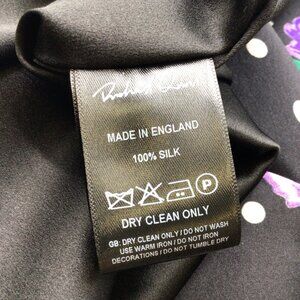 MADE IN ENGLAND
100% SILK
P
DRY CLEAN ONLY
GB: DRY CLEAN ONLY / DO NOT WASH
USE WARM IRON / DO NOT IRON
DECORATIONS / DO NOT TUMBLE DRY